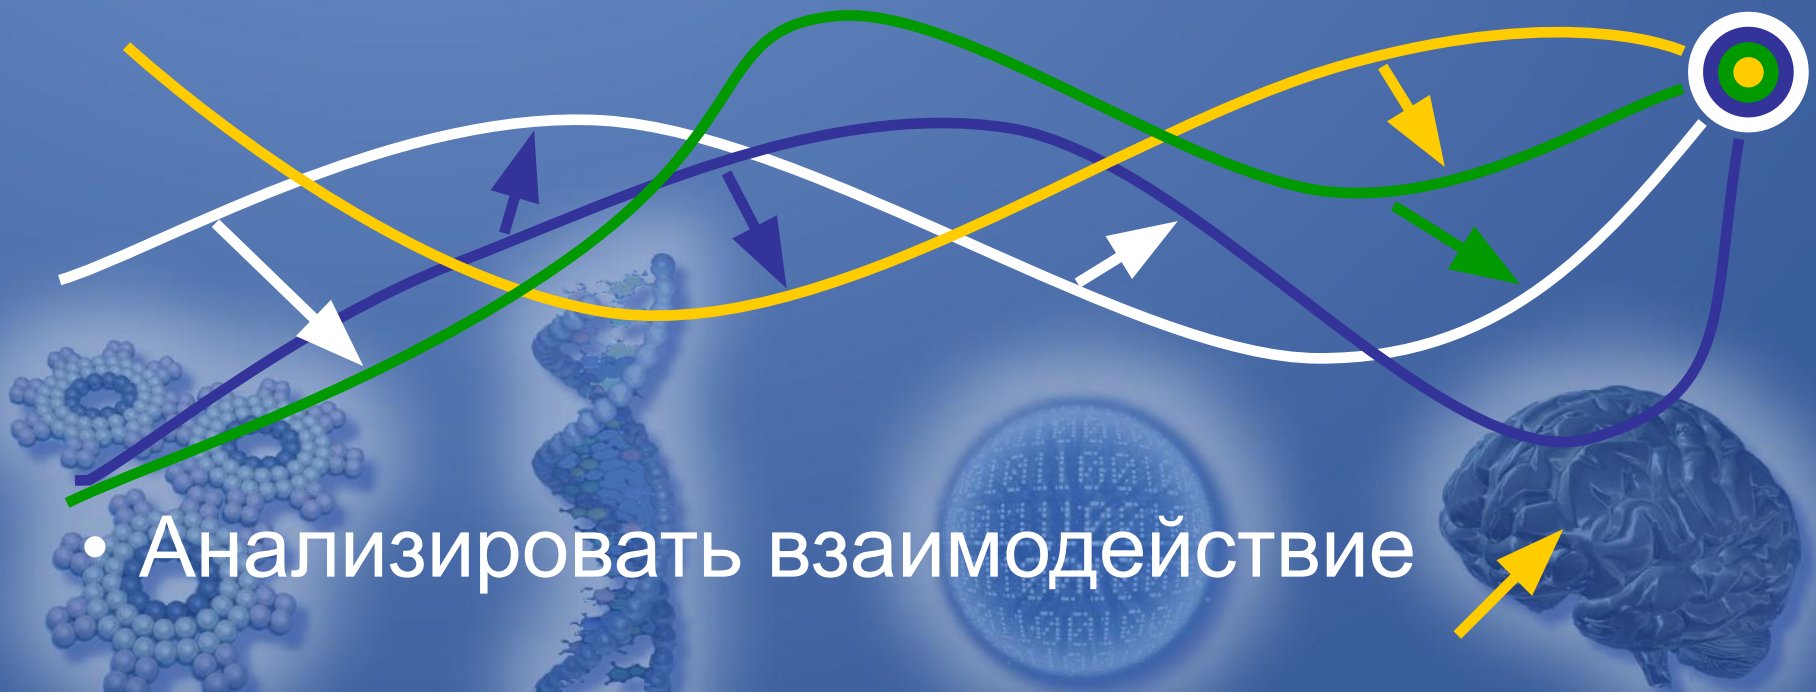 • Анализировать взаимодействие